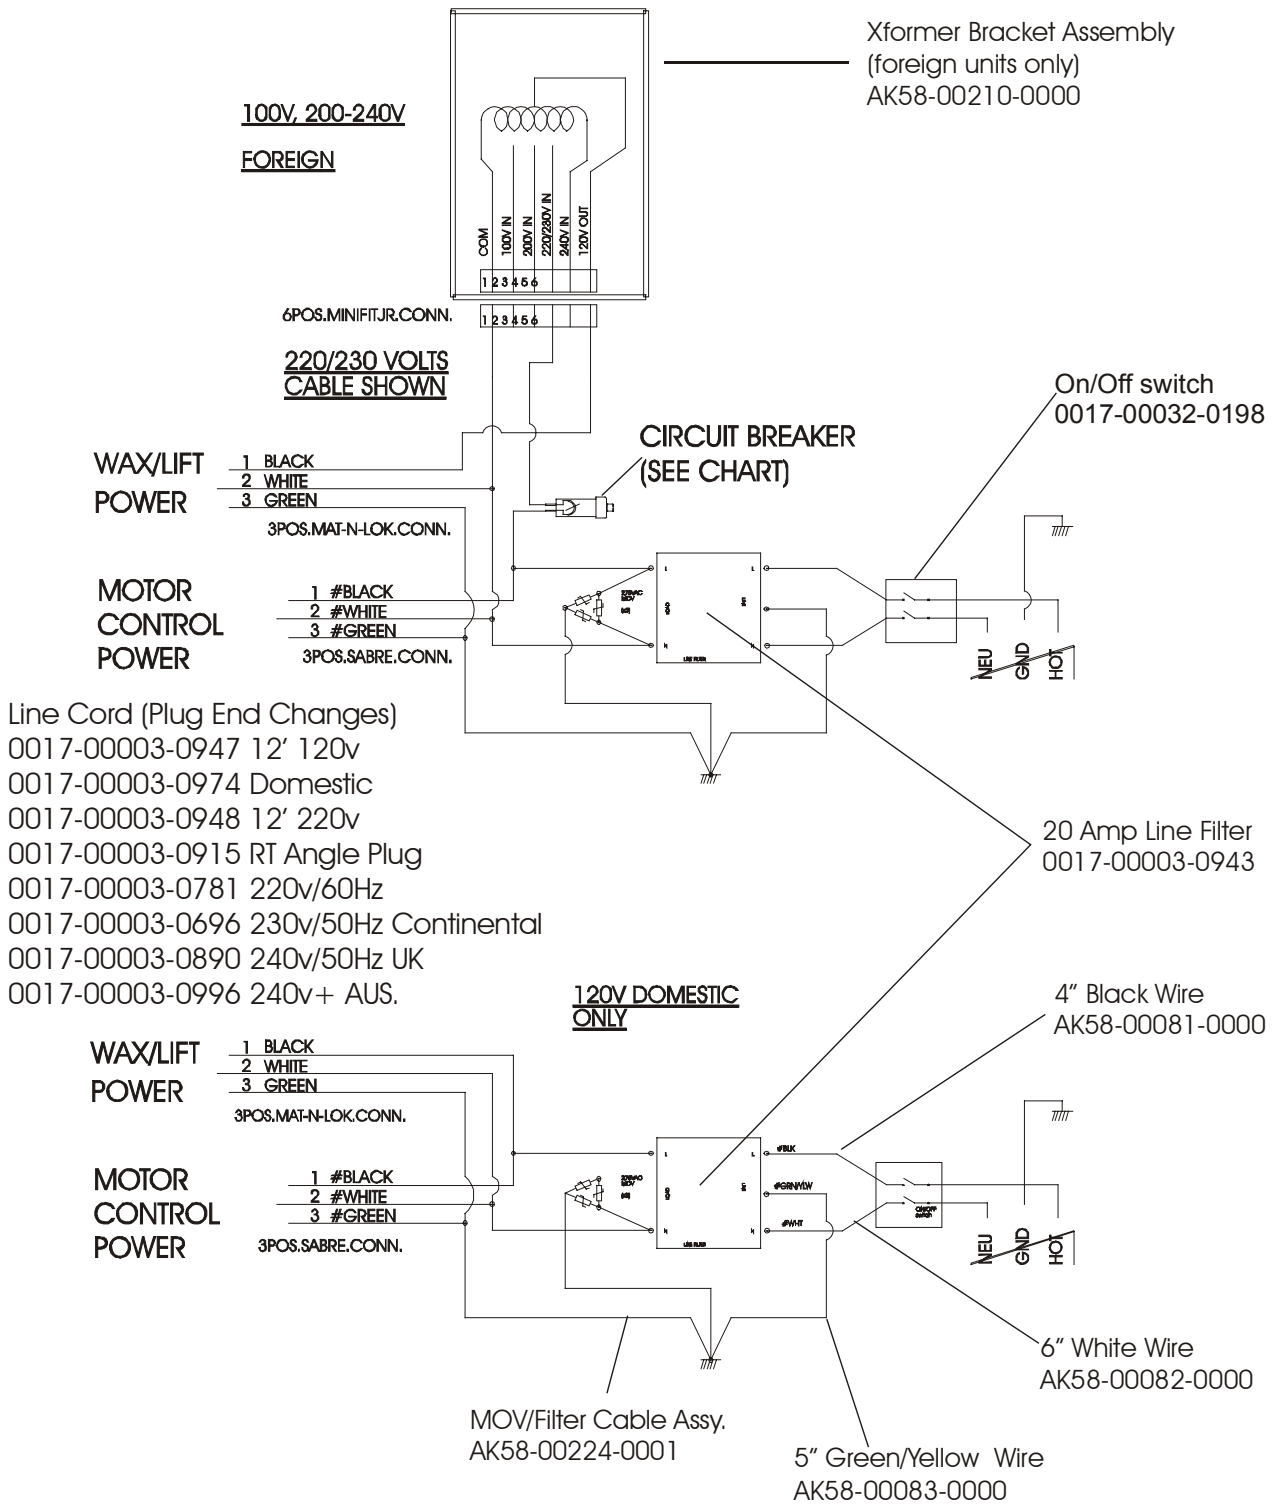 Xformer Bracket Assembly
(foreign units only)
AK58-00210-0000
100V, 200-240V
FOREIGN
COM
100V IN
200V IN
220/230V IN
240V IN
120V OUT
1 2 3 4 5 6
6POS.MINIFITJR.CONN.
1 2 3 4 5 6
220/230 VOLTS
CABLE SHOWN
On/Off switch
0017-00032-0198
CIRCUIT BREAKER
(SEE CHART)
WAX/LIFT
POWER
1 BLACK
2 WHITE
3 GREEN
3POS.MAT-N-LOK.CONN.
MOTOR
CONTROL
POWER
1 #BLACK
2 #WHITE
3 #GREEN
3POS.SABRE.CONN.
LINE FILTER
NEU
GND
HOT
Line Cord (Plug End Changes)
0017-00003-0947 12’ 120v
0017-00003-0974 Domestic
0017-00003-0948 12’ 220v
0017-00003-0915 RT Angle Plug
0017-00003-0781 220v/60Hz
0017-00003-0696 230v/50Hz Continental
0017-00003-0890 240v/50Hz UK
0017-00003-0996 240v+ AUS.
20 Amp Line Filter
0017-00003-0943
120V DOMESTIC
ONLY
4” Black Wire
AK58-00081-0000
WAX/LIFT
POWER
1 BLACK
2 WHITE
3 GREEN
3POS.MAT-N-LOK.CONN.
MOTOR
CONTROL
POWER
1 #BLACK
2 #WHITE
3 #GREEN
3POS.SABRE.CONN.
LINE FILTER
#BLK
#GRN/YLW
#WHT
ON/OFF
switch
NEU
GND
HOT
6” White Wire
AK58-00082-0000
MOV/Filter Cable Assy.
AK58-00224-0001
5” Green/Yellow Wire
AK58-00083-0000